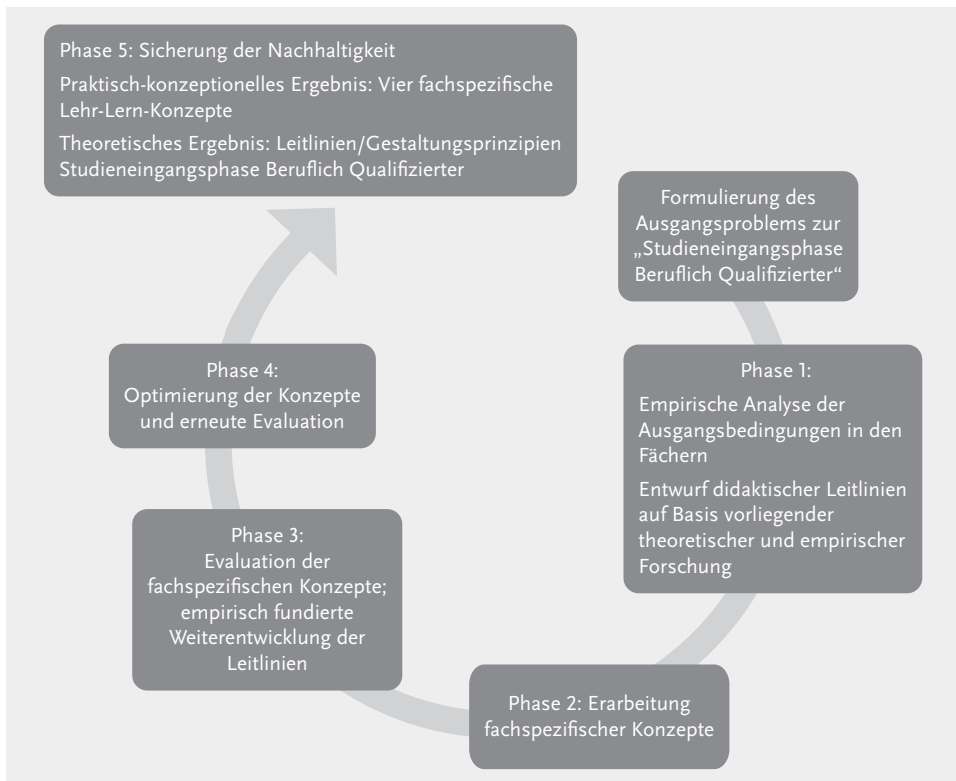 Phase 5: Sicherung der Nachhaltigkeit
Praktisch-konzeptionelles Ergebnis: Vier fachspezifische
Lehr-Lern-Konzepte
Theoretisches Ergebnis: Leitlinien/Gestaltungsprinzipien
Studieneingangsphase Beruflich Qualifizierter
Formulierung des
Ausgangsproblems zur
„Studieneingangsphase
Beruflich Qualifizierter“
Phase 1:
Empirische Analyse der
Ausgangsbedingungen in den
Fächern
Entwurf didaktischer Leitlinien
auf Basis vorliegender
theoretischer und empirischer
Forschung
Phase 2: Erarbeitung
fachspezifischer Konzepte
Phase 3:
Evaluation der
fachspezifischen Konzepte;
empirisch fundierte
Weiterentwicklung der
Leitlinien
Phase 4:
Optimierung der Konzepte
und erneute Evaluation